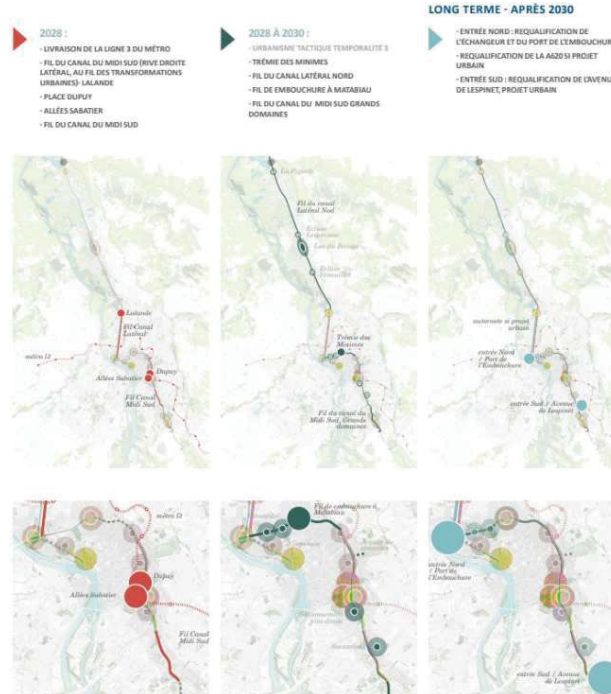 LONG TERME - APRÈS 2030
2028 :
- LIVRAISON DE LA LIGNE 3 DU MÉTRO
- FIL DU CANAL DU MIDI SUD (RIVE DROITE
LATÉRAL, AU FIL DES TRANSFORMATIONS
URBAINES)- LALANDE
- PLACE DUPUY
- ALLÉES SABATIER
- FIL DU CANAL DU MIDI SUD
2028 À 2030 :
- URBANISME TACTIQUE TEMPORALITÉ 3
- TRÉMIE DES MINIMES
- FIL DU CANAL LATÉRAL NORD
- FIL DE EMBOUCHURE À MATABIAU
- FIL DU CANAL DU MIDI SUD GRANDS
DOMAINES
- ENTRÉE NORD : REQUALIFICATION DE
L'ÉCHANGEUR ET DU PORT DE L'EMBOUCHUR
- REQUALIFICATION DE LA A620 SI PROJET
URBAIN
- ENTRÉE SUD : REQUALIFICATION DE L'AVENU
DE LESPINET, PROJET URBAIN
Lalande
Fil Canal
Latéral
métro l3
Dupuy
Allées Sabatier
Fil Canal
Midi Sud
Fil du canal
Latéral Nod
Trémie des
Minimes
Fil du canal du
Midi Sud Grands
domaines
autoroute si projet
urbain
entrée Nord
/ Port de
l'Embouchure
entrée Sud / Avenue
de Lespinet
métro l3
Dupuy
Allées Sabatier
Fil Canal
Midi Sud
Fil de embouchure à
Matabiau
entrée Nord
/ Port de
l'Embouchure
entrée Sud / Avenue
de Lespinet